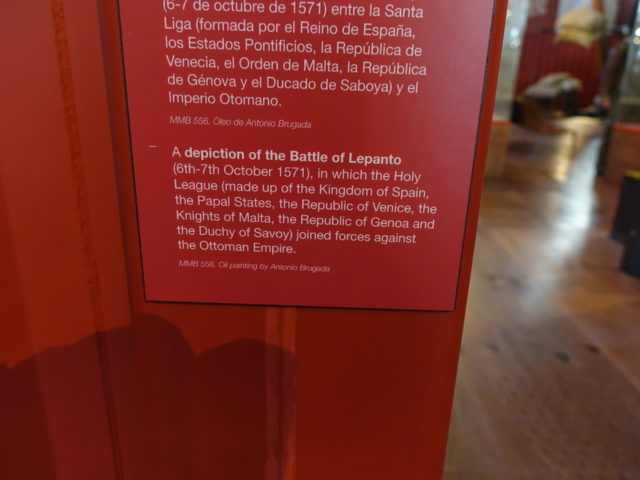 (6-7 de octubre de 1571) entre la Santa
Liga (formada por el Reino de España,
los Estados Pontificios, la República de
Venecia, el Orden de Malta, la República
de Génova y el Ducado de Saboya) y el
Imperio Otomano.
MMB 556. Óleo de Antonio Brugada
A depiction of the Battle of Lepanto
(6th-7th October 1571), in which the Holy
League (made up of the Kingdom of Spain,
the Papal States, the Republic of Venice, the
Knights of Malta, the Republic of Genoa and
the Duchy of Savoy) joined forces against
the Ottoman Empire.
MMB 556. Oil painting by Antonio Brugada